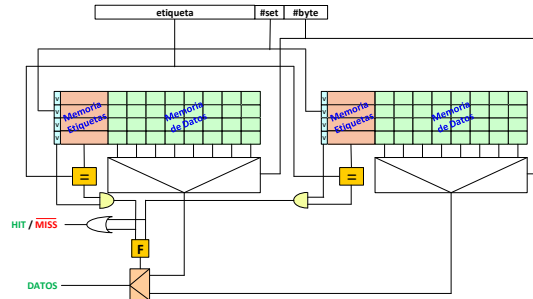 etiqueta #set #byte
v
v
v
v
Memoria
Etiquetas
Memoria
de Datos
v
v
v
v
Memoria
Etiquetas
Memoria
de Datos
=
=
HIT / MISS
F
DATOS